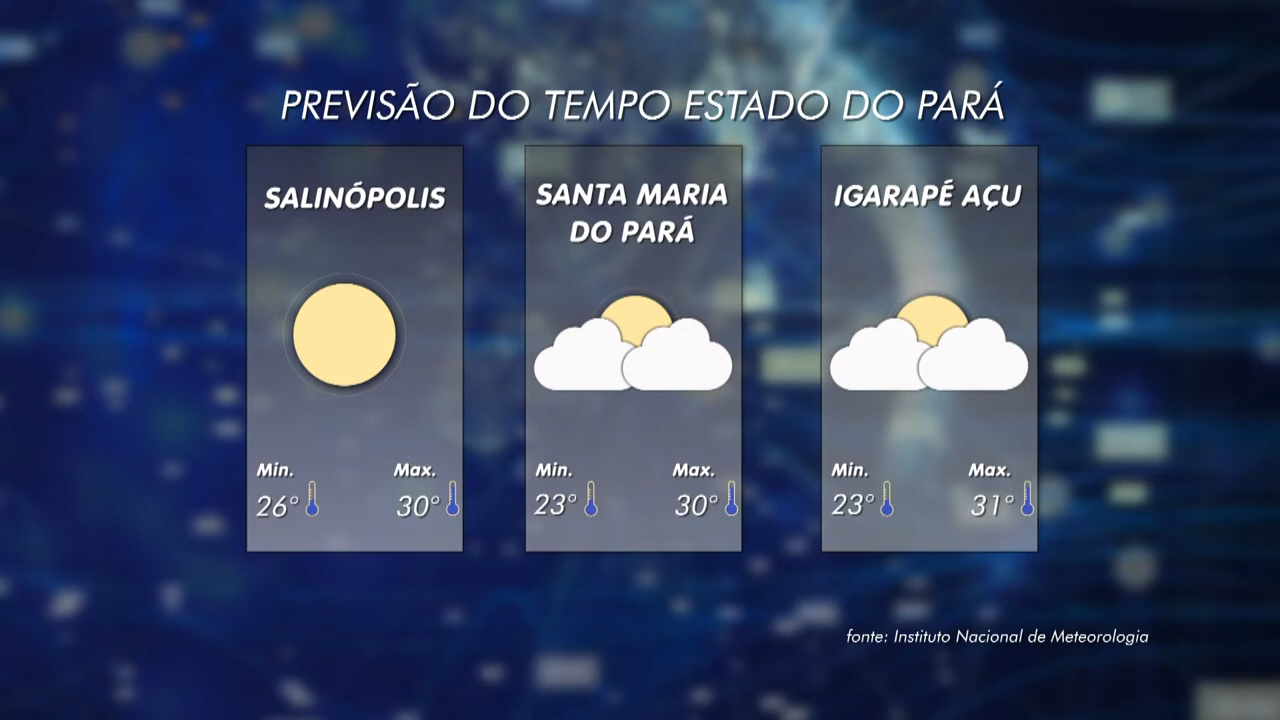 PREVISÃO DO TEMPO ESTADO DO PARÁ
SALINÓPOLIS
Min. Max.
26° 30°
SANTA MARIA
DO PARÁ
Min. Max.
23° 30°
IGARAPÉ AÇU
Min. Max.
23° 31°
fonte: Instituto Nacional de Meteorologia